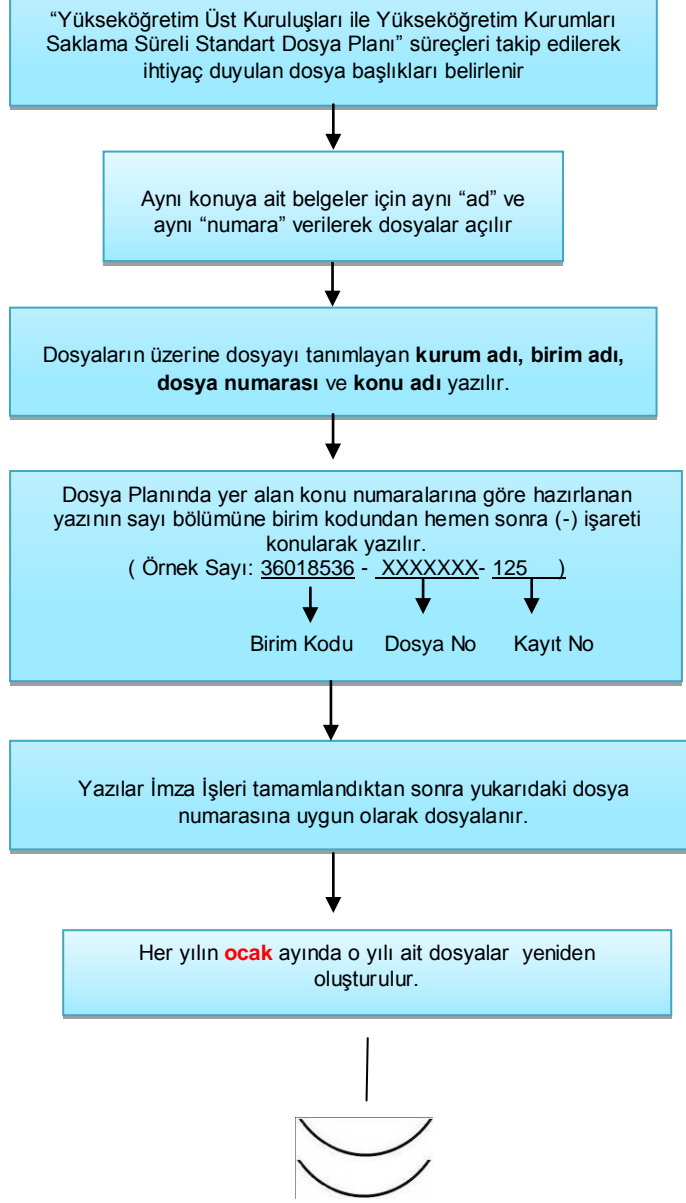 “Yükseköğretim Üst Kuruluşları ile Yükseköğretim Kurumları
Saklama Süreli Standart Dosya Planı” süreçleri takip edilerek
ihtiyaç duyulan dosya başlıkları belirlenir
Aynı konuya ait belgeler için aynı “ad” ve
aynı “numara” verilerek dosyalar açılır
Dosyaların üzerine dosyayı tanımlayan kurum adı, birim adı,
dosya numarası ve konu adı yazılır.
Dosya Planında yer alan konu numaralarına göre hazırlanan
yazının sayı bölümüne birim kodundan hemen sonra (-) işareti
konularak yazılır.
( Örnek Sayı: 36018536 - XXXXXXX- 125 )
Birim Kodu Dosya No Kayıt No
Yazılar İmza İşleri tamamlandıktan sonra yukarıdaki dosya
numarasına uygun olarak dosyalanır.
Her yılın ocak ayında o yılı ait dosyalar yeniden
oluşturulur.